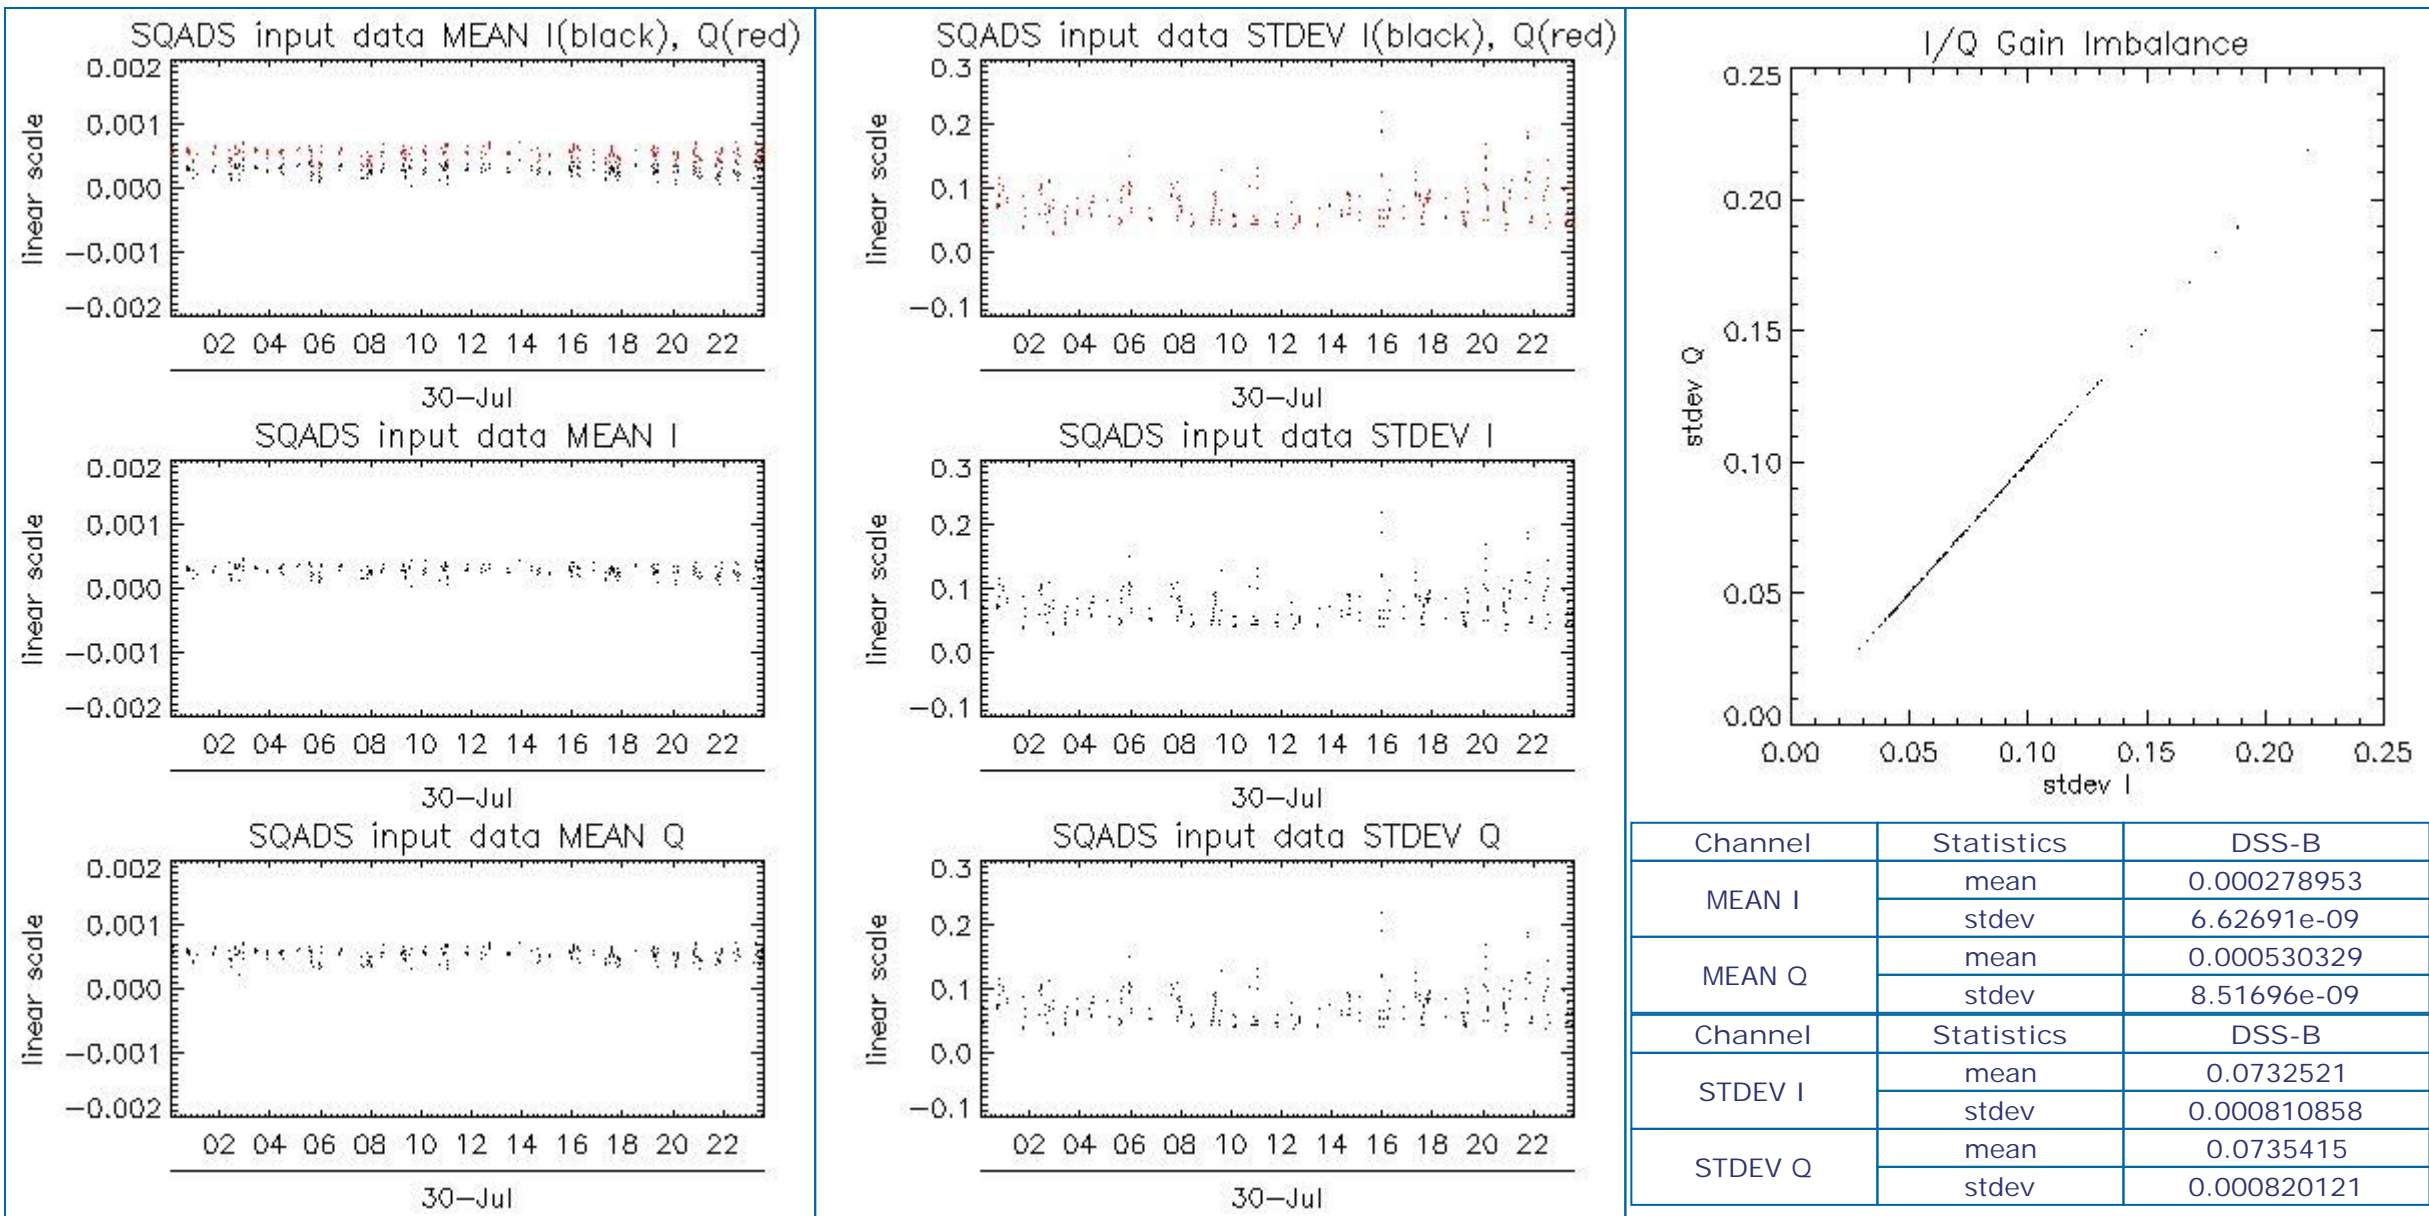 SQADS input data MEAN I(black), Q(red)
linear scale
0.002
0.001
0.000
−0.001
−0.002
02 04 06 08 10 12 14 16 18 20 22
30−Jul
SQADS input data MEAN I
linear scale
0.002
0.001
0.000
−0.001
−0.002
02 04 06 08 10 12 14 16 18 20 22
30−Jul
SQADS input data MEAN Q
linear scale
0.002
0.001
0.000
−0.001
−0.002
02 04 06 08 10 12 14 16 18 20 22
30−Jul
SQADS input data STDEV I(black), Q(red)
linear scale
0.3
0.2
0.1
0.0
−0.1
02 04 06 08 10 12 14 16 18 20 22
30−Jul
SQADS input data STDEV I
linear scale
0.3
0.2
0.1
0.0
−0.1
02 04 06 08 10 12 14 16 18 20 22
30−Jul
SQADS input data STDEV Q
linear scale
0.3
0.2
0.1
0.0
−0.1
02 04 06 08 10 12 14 16 18 20 22
30−Jul
I/Q Gain Imbalance
stdev Q
0.25
0.20
0.15
0.10
0.05
0.00
0.00 0.05 0.10 0.15 0.20 0.25
stdev I
Channel Statistics DSS-B
MEAN I mean 0.000278953
stdev 6.62691e-09
MEAN Q mean 0.000530329
stdev 8.51696e-09
Channel Statistics DSS-B
STDEV I mean 0.0732521
stdev 0.000810858
STDEV Q mean 0.0735415
stdev 0.000820121